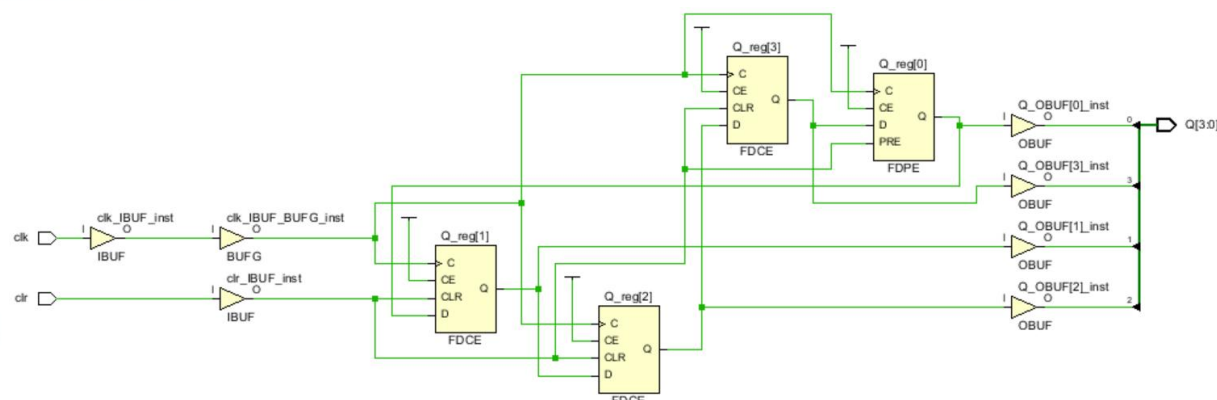 Q_reg[3]
C
CE
CLR
D
Q
FDCE
Q_reg[0]
C
CE
D
PRE
Q
FDPE
Q_OBUF[0]_inst
I
O
OBUF
0
Q[3:0]
Q_OBUF[3]_inst
I
O
OBUF
3
clk
clk_IBUF_inst
I
O
IBUF
clk_IBUF_BUFG_inst
I
O
BUFG
Q_reg[1]
C
CE
CLR
D
Q
FDCE
Q_OBUF[1]_inst
I
O
OBUF
1
clr
clr_IBUF_inst
I
O
IBUF
Q_reg[2]
C
CE
CLR
D
Q
FDCE
Q_OBUF[2]_inst
I
O
OBUF
2